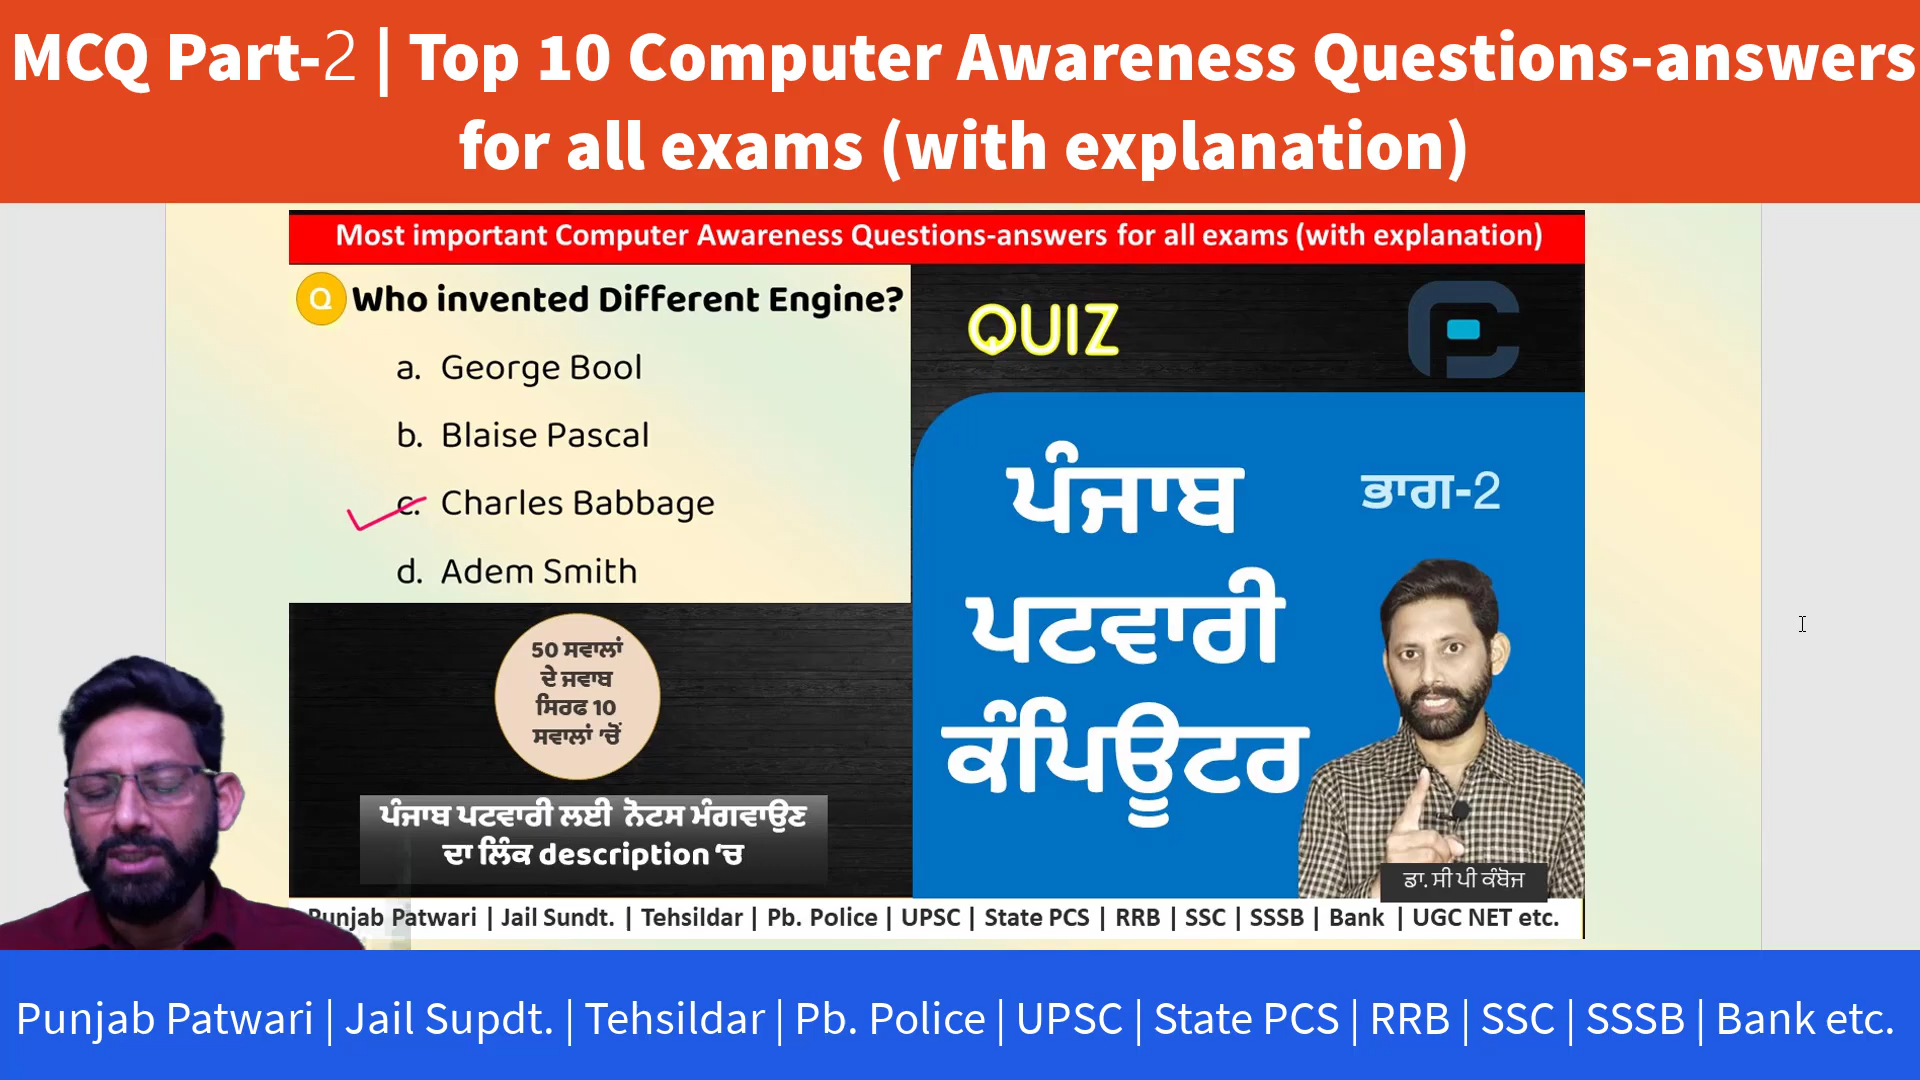 MCQ Part-2 | Top 10 Computer Awareness Questions-answers
for all exams (with explanation)
Most important Computer Awareness Questions-answers for all exams (with explanation)
Q Who invented Different Engine?
a. George Bool
b. Blaise Pascal
c. Charles Babbage
d. Adem Smith
50 ਸਵਾਲਾਂ
ਦੇ ਜਵਾਬ
ਸਿਰਫ 10
ਸਵਾਲਾਂ 'ਚੋਂ
ਪੰਜਾਬ ਪਟਵਾਰੀ ਲਈ ਨੋਟਸ ਮੰਗਵਾਉਣ
ਦਾ ਲਿੰਕ description 'ਚ
QUIZ
ਪੰਜਾਬ
ਭਾਗ-2
ਪਟਵਾਰੀ
ਕੰਪਿਊਟਰ
ਡਾ. ਸੀ ਪੀ ਕੰਬੋਜ
Punjab Patwari | Jail Sundt. | Tehsildar | Pb. Police | UPSC | State PCS | RRB | SSC | SSSB | Bank | UGC NET etc.
Punjab Patwari | Jail Supdt. | Tehsildar | Pb. Police | UPSC | State PCS | RRB | SSC | SSSB | Bank etc.